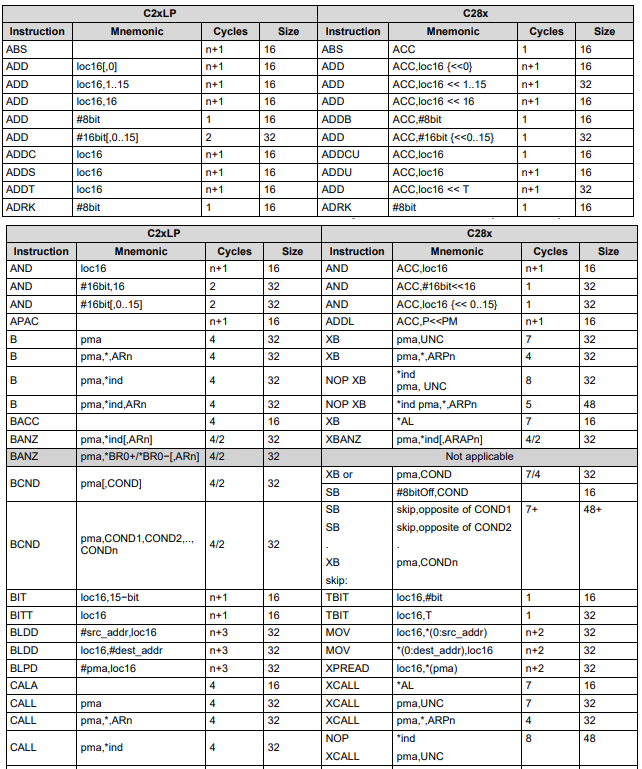 C2xLP C28x
Instruction Mnemonic Cycles Size Instruction Mnemonic Cycles Size
ABS n+1 16 ABS ACC 1 16
ADD loc16[,0] n+1 16 ADD ACC,loc16 {<<0} n+1 16
ADD loc16,1..15 n+1 16 ADD ACC,loc16 << 1..15 n+1 32
ADD loc16,16 n+1 16 ADD ACC,loc16 << 16 n+1 16
ADD #8bit 1 16 ADDB ACC,#8bit 1 16
ADD #16bit[,0..15] 2 32 ADD ACC,#16bit {<<0..15} 1 32
ADDC loc16 n+1 16 ADDCU ACC,loc16 1 16
ADDS loc16 n+1 16 ADDU ACC,loc16 n+1 16
ADDT loc16 n+1 16 ADD ACC,loc16 << T n+1 32
ADRK #8bit 1 16 ADRK #8bit 1 16
C2xLP C28x
Instruction Mnemonic Cycles Size Instruction Mnemonic Cycles Size
AND loc16 n+1 16 AND ACC,loc16 n+1 16
AND #16bit,16 2 32 AND ACC,#16bit<<16 1 32
AND #16bit[,0..15] 2 32 AND ACC,loc16 {<< 0..15} 1 32
APAC n+1 16 ADDL ACC,P<<PM n+1 16
B pma 4 32 XB pma,UNC 7 32
B pma,*,ARn 4 32 XB pma,*,ARPn 4 32
B pma,*ind 4 32 NOP XB *ind
pma, UNC 8 32
B pma,*ind,ARn 4 32 NOP XB *ind pma,*,ARPn 5 48
BACC 4 16 XB *AL 7 16
BANZ pma,*ind[,ARn] 4/2 32 XBANZ pma,*ind[,ARAPn] 4/2 32
BANZ pma,*BR0+/*BR0−[,ARn] 4/2 32 Not applicable
BCND pma[,COND] 4/2 32 XB or pma,COND 7/4 32
SB #8bitOff,COND 16
BCND pma,COND1,COND2,..,
CONDn 4/2 32 SB skip,opposite of COND1 7+ 48+
SB skip,opposite of COND2
. .
XB pma,CONDn
skip:
BIT loc16,15−bit n+1 16 TBIT loc16,#bit 1 16
BITT loc16 n+1 16 TBIT loc16,T 1 32
BLDD #src_addr,loc16 n+3 32 MOV loc16,*(0:src_addr) n+2 32
BLDD loc16,#dest_addr n+3 32 MOV *(0:dest_addr),loc16 n+2 32
BLPD #pma,loc16 n+3 32 XPREAD loc16,*(pma) n+2 32
CALA 4 16 XCALL *AL 7 16
CALL pma 4 32 XCALL pma,UNC 7 32
CALL pma,*,ARn 4 32 XCALL pma,*,ARPn 4 32
CALL pma,*ind 4 32 NOP *ind 8 48
XCALL pma,UNC